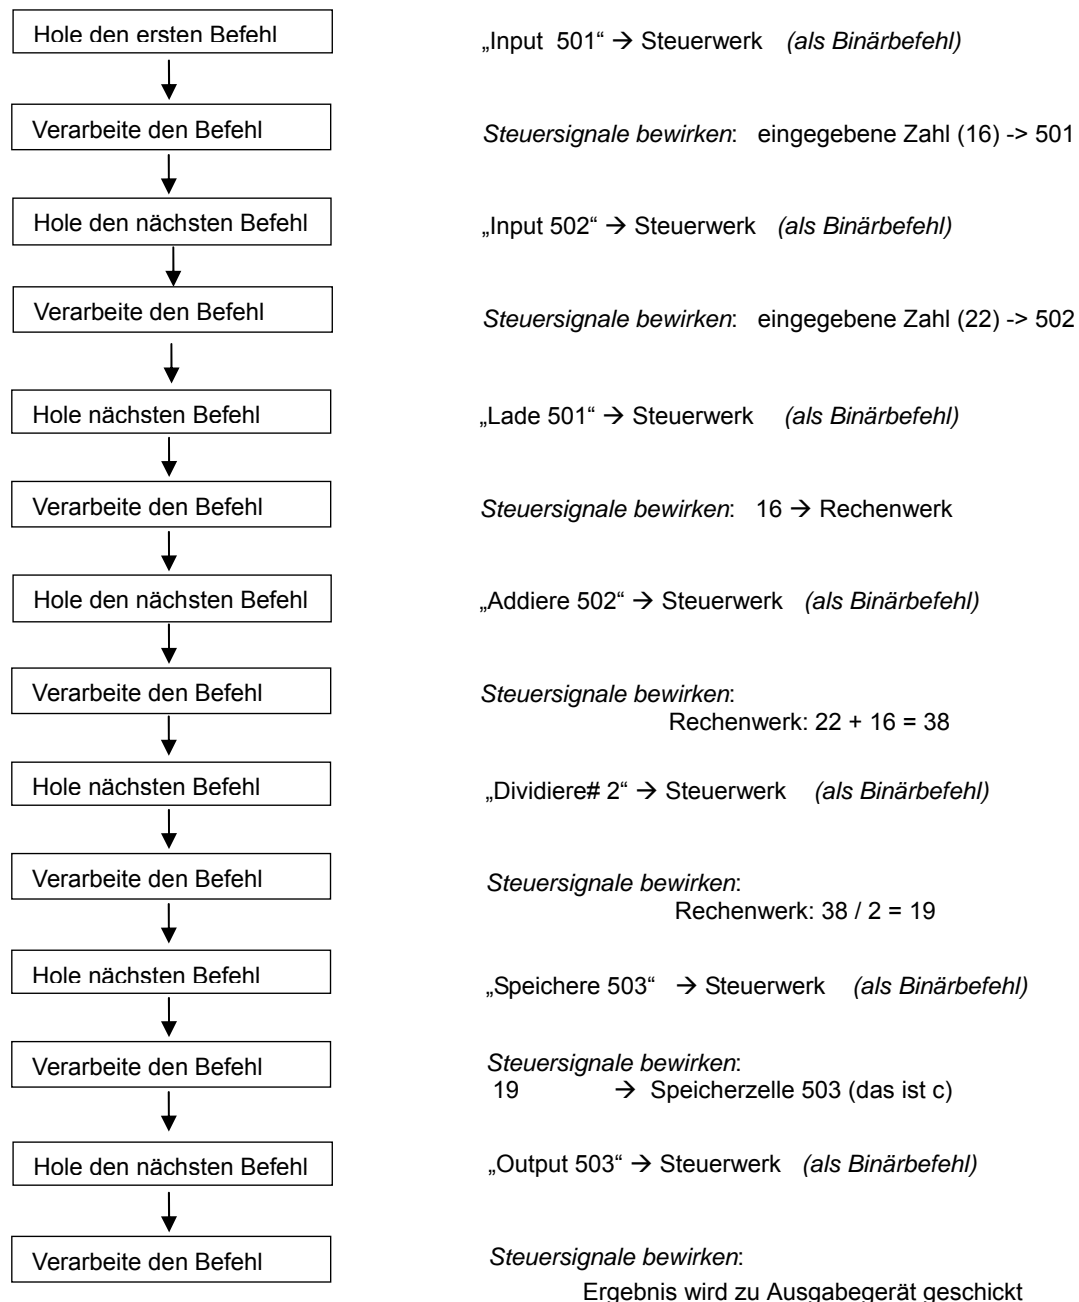 Hole den ersten Befehl
„Input 501“ → Steuerwerk (als Binärbefehl)
Verarbeite den Befehl
Steuersignale bewirken: eingegebene Zahl (16) -> 501
Hole den nächsten Befehl
„Input 502“ → Steuerwerk (als Binärbefehl)
Verarbeite den Befehl
Steuersignale bewirken: eingegebene Zahl (22) -> 502
Hole nächsten Befehl
„Lade 501“ → Steuerwerk (als Binärbefehl)
Verarbeite den Befehl
Steuersignale bewirken: 16 → Rechenwerk
Hole den nächsten Befehl
„Addiere 502“ → Steuerwerk (als Binärbefehl)
Verarbeite den Befehl
Steuersignale bewirken:
Rechenwerk: 22 + 16 = 38
Hole nächsten Befehl
„Dividiere# 2“ → Steuerwerk (als Binärbefehl)
Verarbeite den Befehl
Steuersignale bewirken:
Rechenwerk: 38 / 2 = 19
Hole nächsten Befehl
„Speichere 503“ → Steuerwerk (als Binärbefehl)
Verarbeite den Befehl
Steuersignale bewirken:
19 → Speicherzelle 503 (das ist c)
Hole den nächsten Befehl
„Output 503“ → Steuerwerk (als Binärbefehl)
Verarbeite den Befehl
Steuersignale bewirken:
Ergebnis wird zu Ausgabegerät geschickt